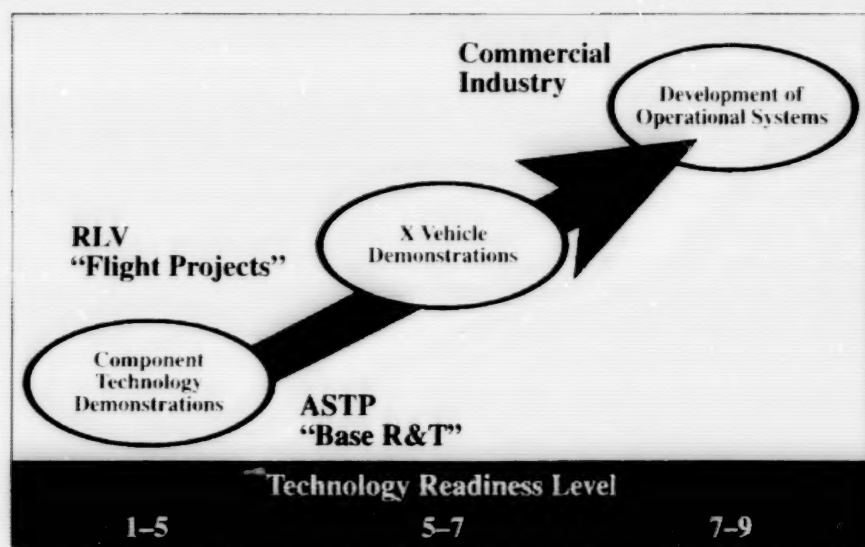 Commercial
Industry
Development of
Operational Systems
RLV
“Flight Projects”
X Vehicle
Demonstrations
Component
Technology
Demonstrations
ASTP
“Base R&T”
Technology Readiness Level
1–5 5–7 7–9